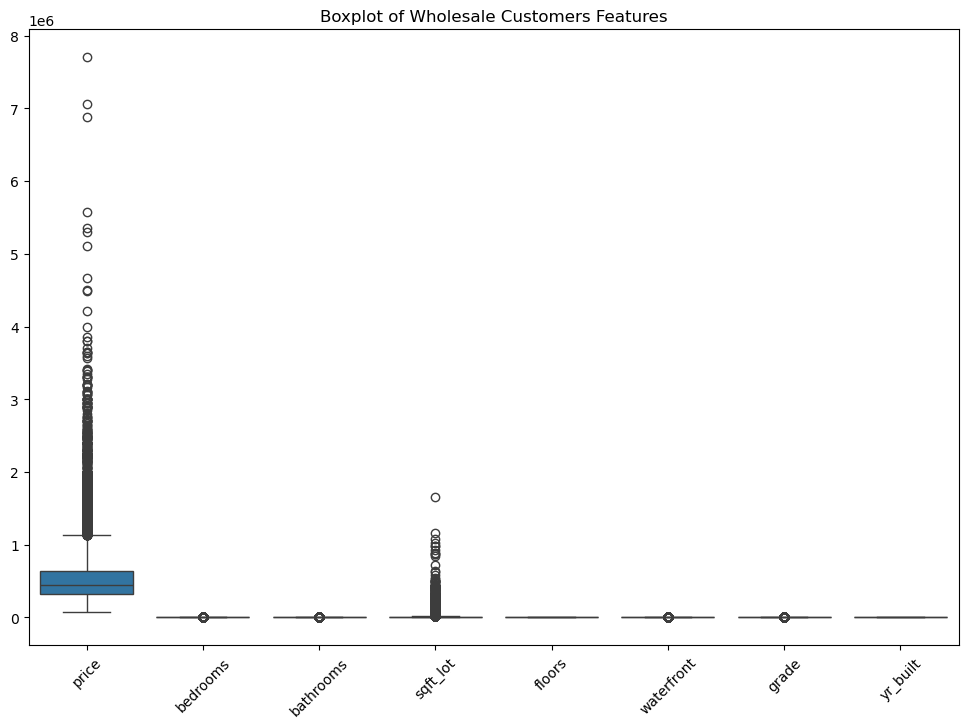 Boxplot of Wholesale Customers Features
1e6
8
7
6
5
4
3
2
1
0
price
bedrooms
bathrooms
sqft_lot
floors
waterfront
grade
yr_built